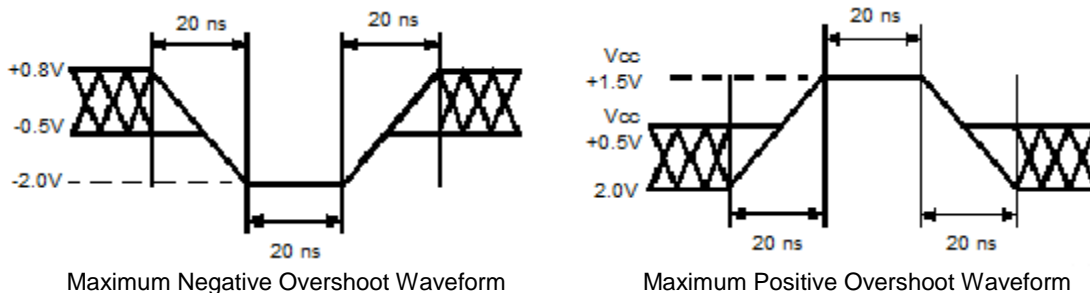 20 ns
20 ns
+0.8V
-0.5V
-2.0V
20 ns
Maximum Negative Overshoot Waveform
20 ns
Vcc
+1.5V
Vcc
+0.5V
2.0V
20 ns
20 ns
Maximum Positive Overshoot Waveform